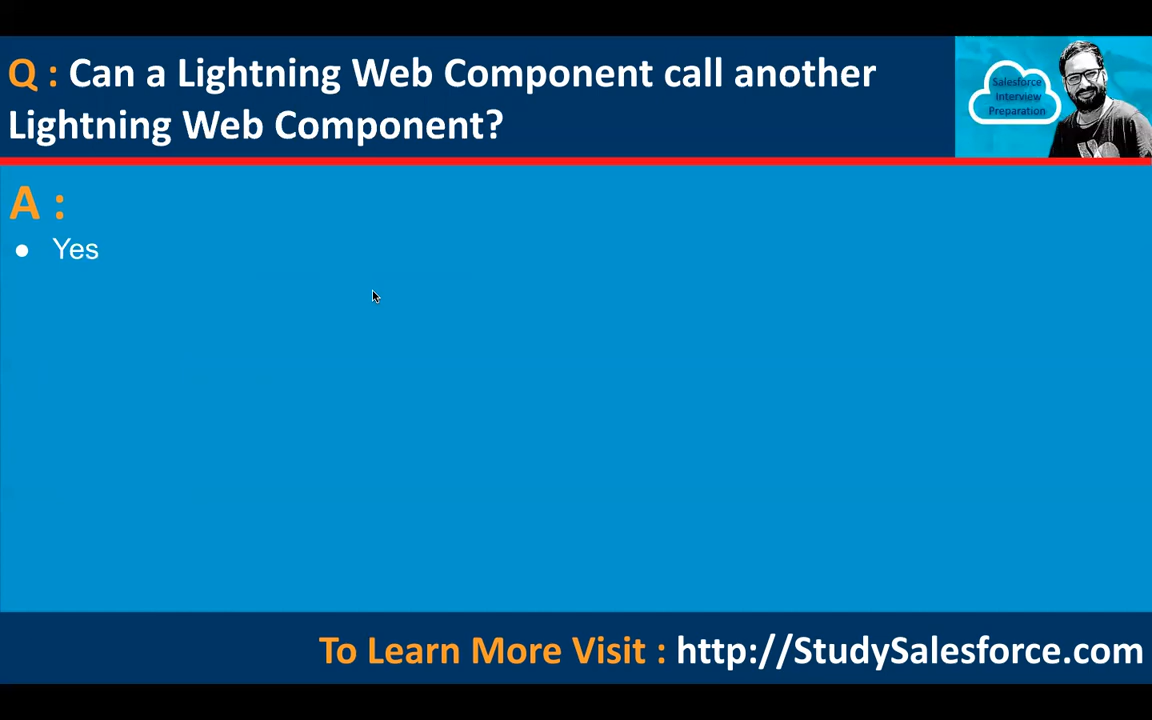 Q : Can a Lightning Web Component call another
Lightning Web Component?
Salesforce
Interview
Preparation
A :
● Yes
To Learn More Visit : http://StudySalesforce.com